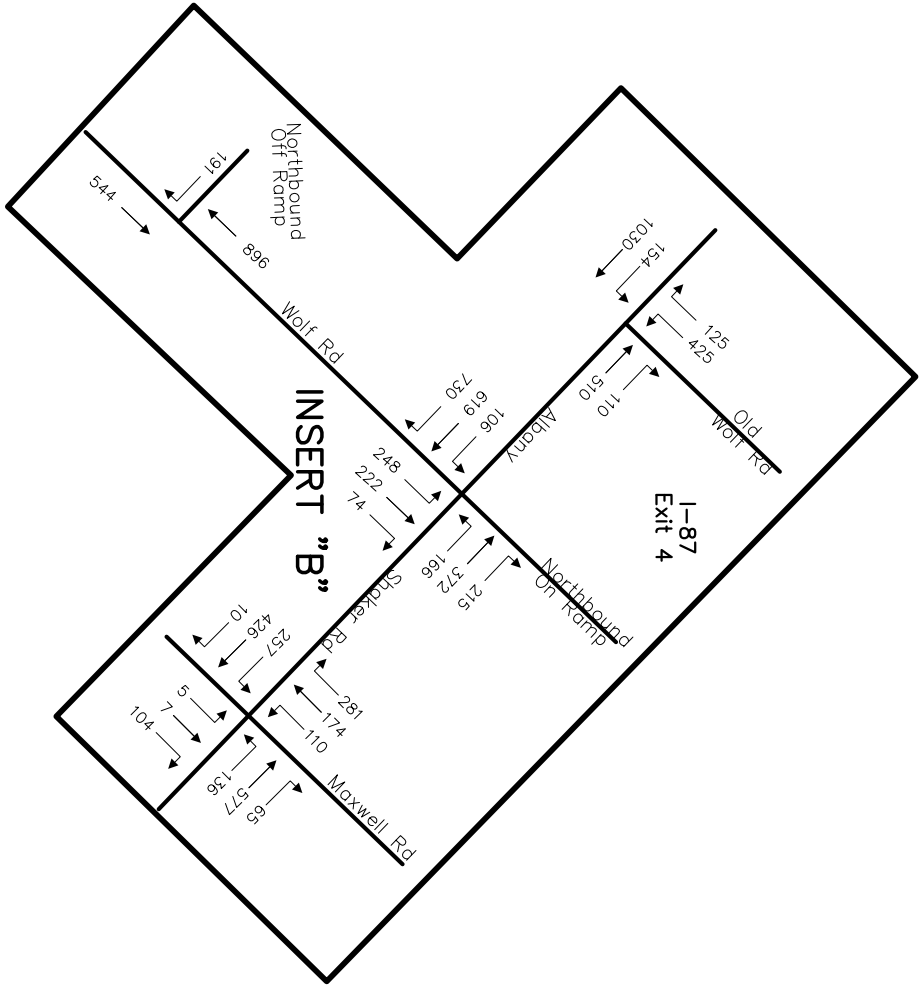 Northbound
Off Ramp
191
544
896
Wolf Rd
1030
154
125
425
510
110
Old
Wolf Rd
I-87
Exit 4
730
619
106
Albany
248
222
74
INSERT "B"
166
372
215
Northbound
On Ramp
Shaker Rd
10
426
257
281
174
110
5
7
104
136
577
65
Maxwell Rd